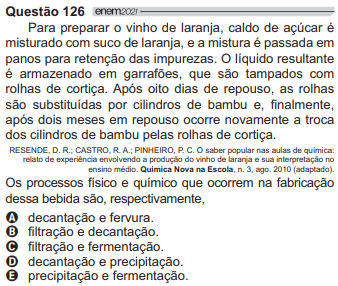 Questão 126 enem2021
Para preparar o vinho de laranja, caldo de açúcar é
misturado com suco de laranja, e a mistura é passada em
panos para retenção das impurezas. O líquido resultante
é armazenado em garrafões, que são tampados com
rolhas de cortiça. Após oito dias de repouso, as rolhas
são substituídas por cilindros de bambu e, finalmente,
após dois meses em repouso ocorre novamente a troca
dos cilindros de bambu pelas rolhas de cortiça.
RESENDE, D. R.; CASTRO, R. A.; PINHEIRO, P. C. O saber popular nas aulas de química:
relato de experiência envolvendo a produção do vinho de laranja e sua interpretação no
ensino médio. Química Nova na Escola, n. 3, ago. 2010 (adaptado).
Os processos físico e químico que ocorrem na fabricação
dessa bebida são, respectivamente,
A decantação e fervura.
B filtração e decantação.
C filtração e fermentação.
D decantação e precipitação.
E precipitação e fermentação.